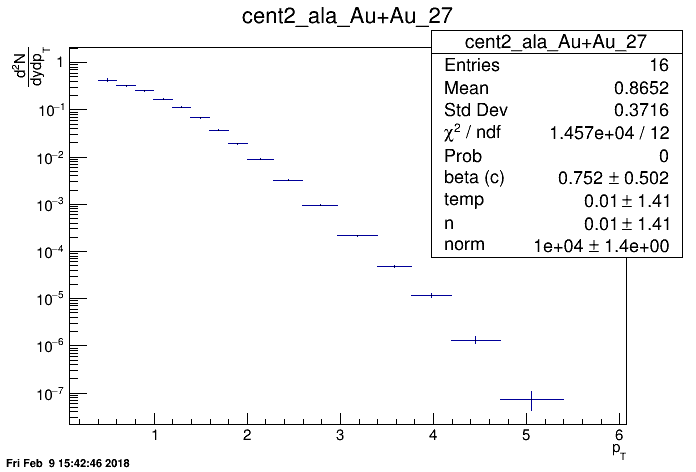 cent2_ala_Au+Au_27
d²N
dydp_T
cent2_ala_Au+Au_27
Entries 16
Mean 0.8652
Std Dev 0.3716
χ² / ndf 1.457e+04 / 12
Prob 0
beta (c) 0.752 ± 0.502
temp 0.01 ± 1.41
n 0.01 ± 1.41
norm 1e+04 ± 1.4e+00
1
10⁻¹
10⁻²
10⁻³
10⁻⁴
10⁻⁵
10⁻⁶
10⁻⁷
1 2 3 4 5 6
p_T
Fri Feb 9 15:42:46 2018